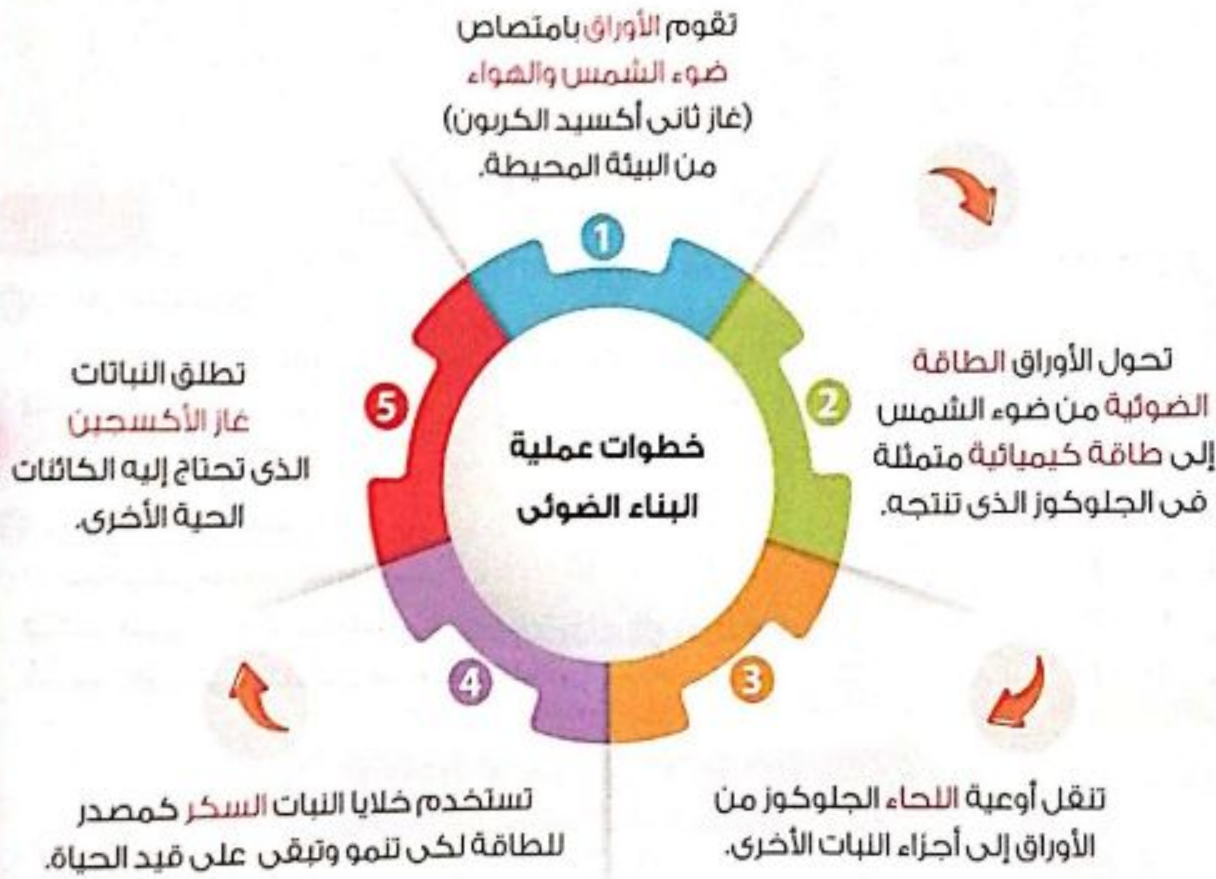 تقوم الأوراق بامتصاص
ضوء الشمس والهواء
(غاز ثانى أكسيد الكربون)
من البيئة المحيطة.
1
تحول الأوراق الطاقة
الضوئية من ضوء الشمس
إلى طاقة كيميائية متمثلة
فى الجلوكوز الذى تنتجه.
2
تنقل أوعية اللحاء الجلوكوز من
الأوراق إلى أجزاء النبات الأخرى.
3
تستخدم خلايا النبات السكر كمصدر
للطاقة لكى تنمو وتبقى على قيد الحياة.
4
تطلق النباتات
غاز الأكسجين
الذى تحتاج إليه الكائنات
الحية الأخرى.
5
خطوات عملية
البناء الضوئى